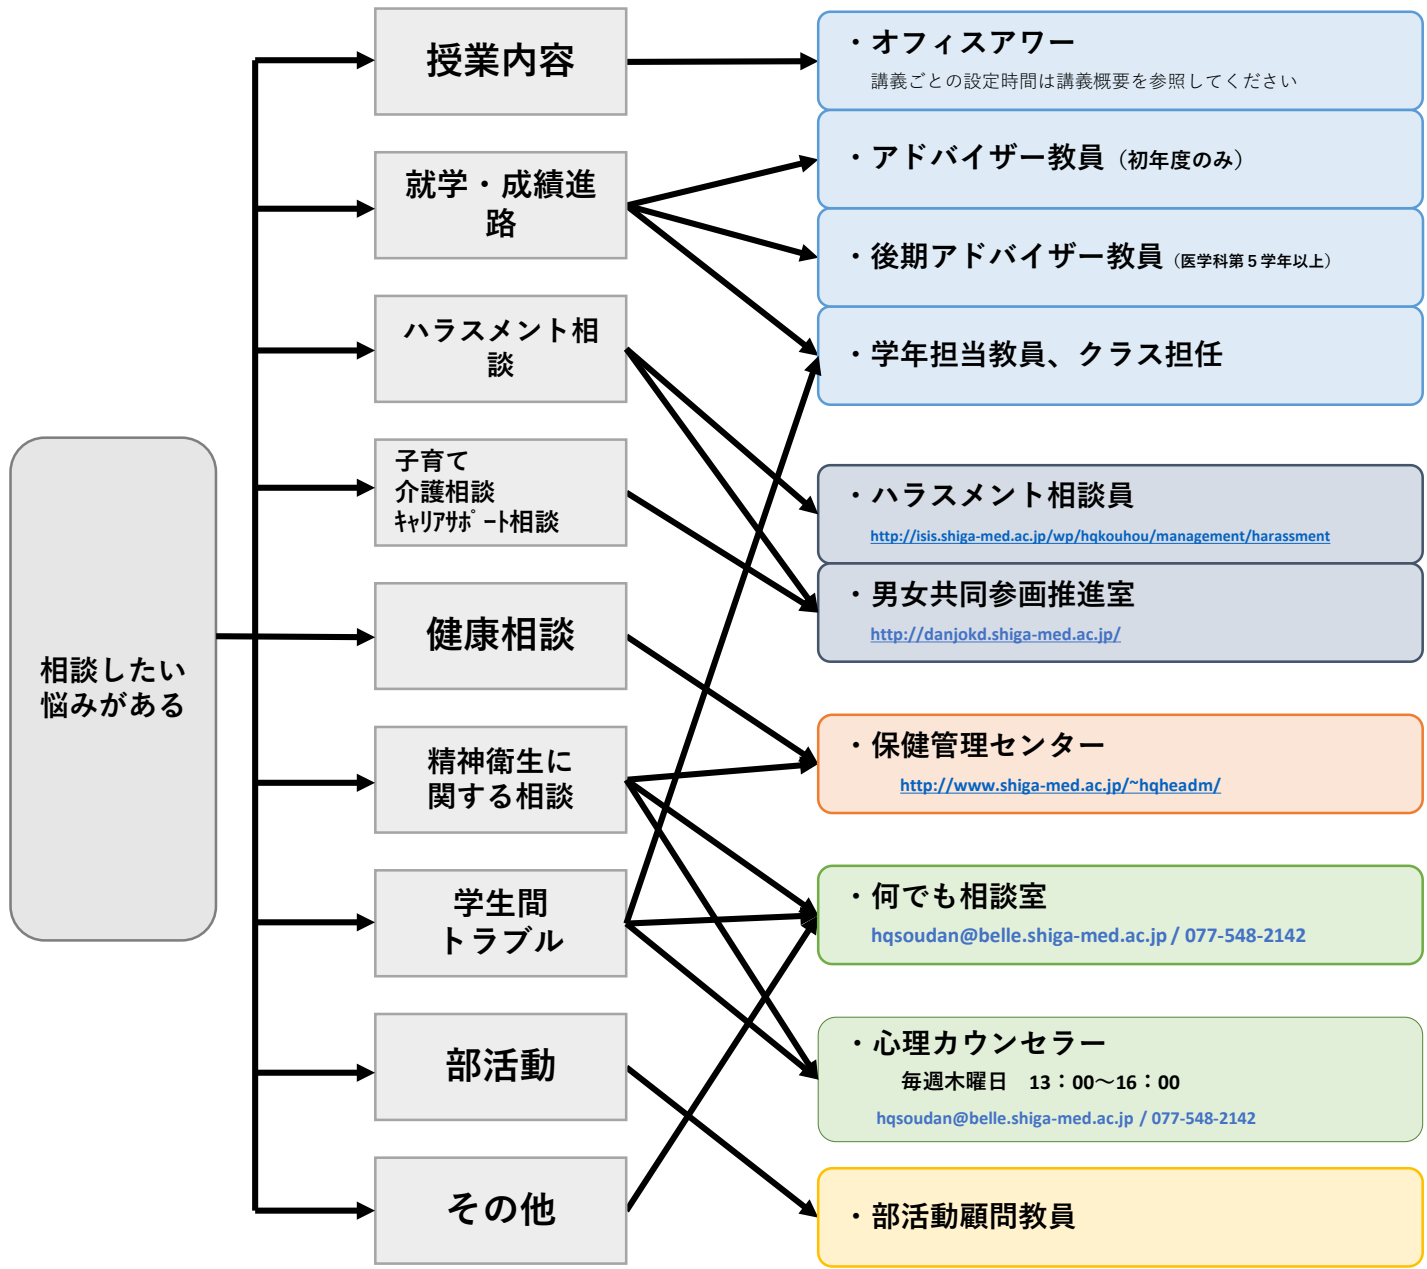 相談したい
悩みがある
授業内容
就学・成績進
路
ハラスメント相
談
子育て
介護相談
ｷｬﾘｱｻﾎﾟｰﾄ相談
健康相談
精神衛生に
関する相談
学生間
トラブル
部活動
その他
・オフィスアワー
講義ごとの設定時間は講義概要を参照してください
・アドバイザー教員（初年度のみ）
・後期アドバイザー教員（医学科第５学年以上）
・学年担当教員、クラス担任
・ハラスメント相談員
http://isis.shiga-med.ac.jp/wp/hqkouhou/management/harassment
・男女共同参画推進室
http://danjokd.shiga-med.ac.jp/
・保健管理センター
http://www.shiga-med.ac.jp/~hqheadm/
・何でも相談室
hqsoudan@belle.shiga-med.ac.jp / 077-548-2142
・心理カウンセラー
毎週木曜日　13：00～16：00
hqsoudan@belle.shiga-med.ac.jp / 077-548-2142
・部活動顧問教員